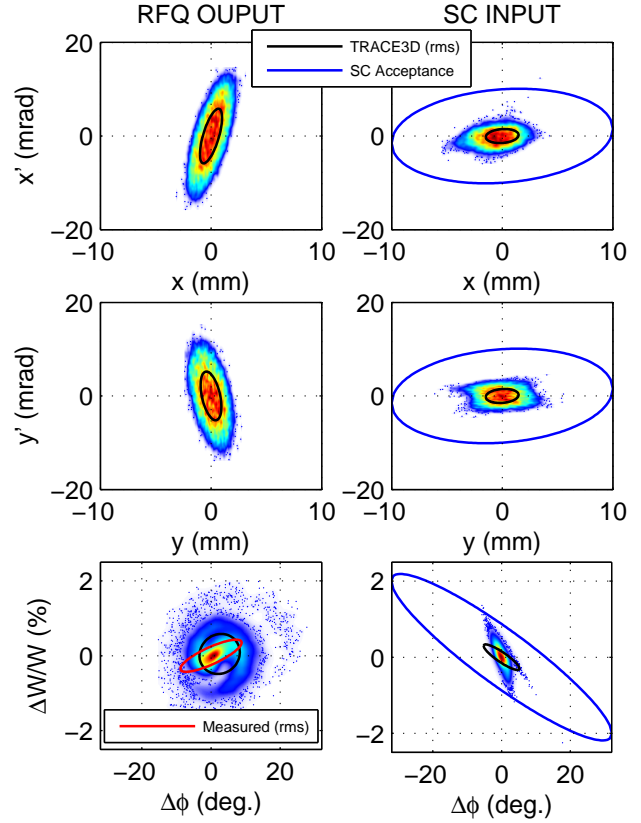 RFQ OUPUT
SC INPUT
TRACE3D (rms)
SC Acceptance
20
0
−20
x' (mrad)
−10 0 10
x (mm)
−10 0 10
x (mm)
20
0
−20
20
0
−20
y' (mrad)
−10 0 10
y (mm)
20
0
−20
−10 0 10
y (mm)
2
0
−2
ΔW/W (%)
Measured (rms)
−20 0 20
Δϕ (deg.)
2
0
−2
−20 0 20
Δϕ (deg.)